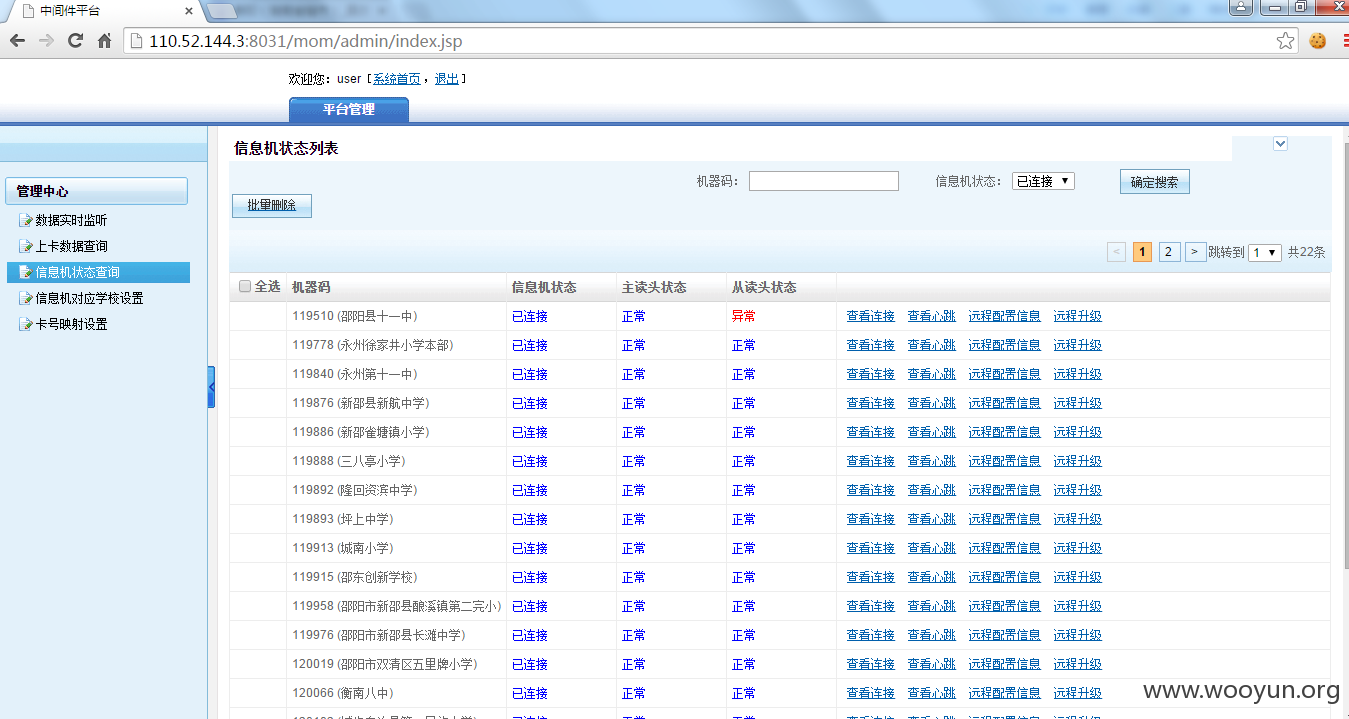 中间件平台
110.52.144.3:8031/mom/admin/index.jsp
欢迎您：user [系统首页，退出]
平台管理
信息机状态列表
管理中心
数据实时监听
上卡数据查询
信息机状态查询
信息机对应学校设置
卡号映射设置
机器码： 信息机状态： 已连接 确定搜索
批量删除
< 1 2 > 跳转到 1 共22条
全选 机器码 信息机状态 主读头状态 从读头状态
119510 (邵阳县十一中) 已连接 正常 异常 查看连接 查看心跳 远程配置信息 远程升级
119778 (永州徐家井小学本部) 已连接 正常 正常 查看连接 查看心跳 远程配置信息 远程升级
119840 (永州第十一中) 已连接 正常 正常 查看连接 查看心跳 远程配置信息 远程升级
119876 (新邵县新航中学) 已连接 正常 正常 查看连接 查看心跳 远程配置信息 远程升级
119886 (新邵雀塘镇小学) 已连接 正常 正常 查看连接 查看心跳 远程配置信息 远程升级
119888 (三八亭小学) 已连接 正常 正常 查看连接 查看心跳 远程配置信息 远程升级
119892 (隆回资滨中学) 已连接 正常 正常 查看连接 查看心跳 远程配置信息 远程升级
119893 (坪上中学) 已连接 正常 正常 查看连接 查看心跳 远程配置信息 远程升级
119913 (城南小学) 已连接 正常 正常 查看连接 查看心跳 远程配置信息 远程升级
119915 (邵东创新学校) 已连接 正常 正常 查看连接 查看心跳 远程配置信息 远程升级
119958 (邵阳市新邵县酿溪镇第二完小) 已连接 正常 正常 查看连接 查看心跳 远程配置信息 远程升级
119976 (邵阳市新邵县长滩中学) 已连接 正常 正常 查看连接 查看心跳 远程配置信息 远程升级
120019 (邵阳市双清区五里牌小学) 已连接 正常 正常 查看连接 查看心跳 远程配置信息 远程升级
120066 (衡南八中) 已连接 正常 正常 查看连接 查看心跳 远程配置信息 远程升级
www.wooyun.org